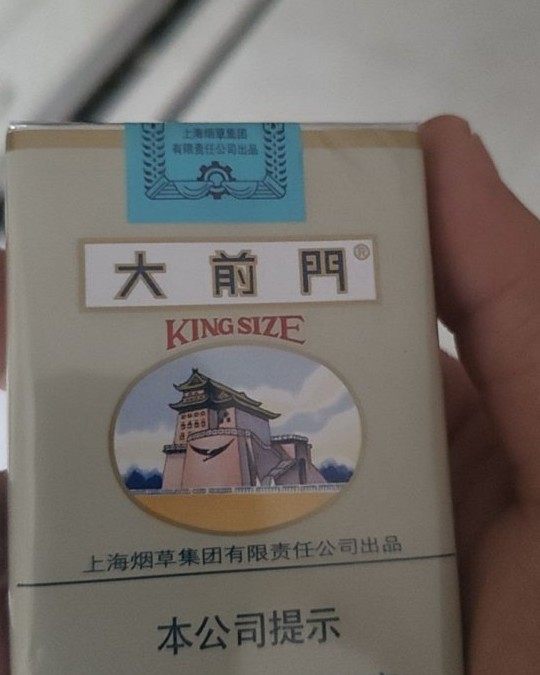 上海烟草集团
有限责任公司出品
大前門®
KING SIZE
上海烟草集团有限责任公司出品
本公司提示